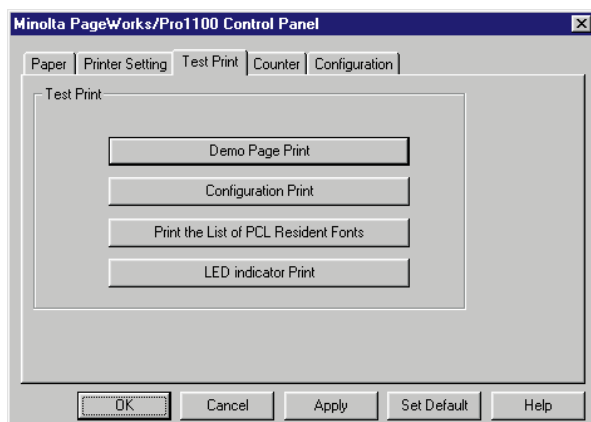 Minolta PageWorks/Pro1100 Control Panel
Paper Printer Setting Test Print Counter Configuration
Test Print
Demo Page Print
Configuration Print
Print the List of PCL Resident Fonts
LED indicator Print
OK Cancel Apply Set Default Help